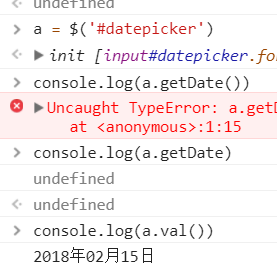 undefined
a = $('#datepicker')
init [input#datepicker.fo
console.log(a.getDate())
Uncaught TypeError: a.getD
at <anonymous>:1:15
console.log(a.getDate)
undefined
undefined
console.log(a.val())
2018年02月15日